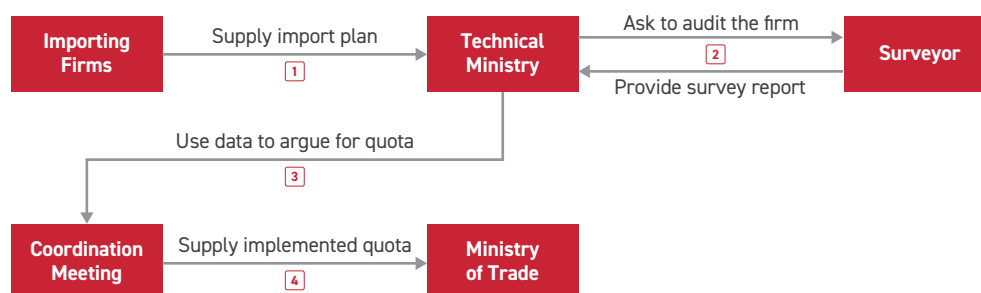 Importing
Firms
Supply import plan
1
Technical
Ministry
Ask to audit the firm
2
Provide survey report
Surveyor
Use data to argue for quota
3
Coordination
Meeting
Supply implemented quota
4
Ministry
of Trade